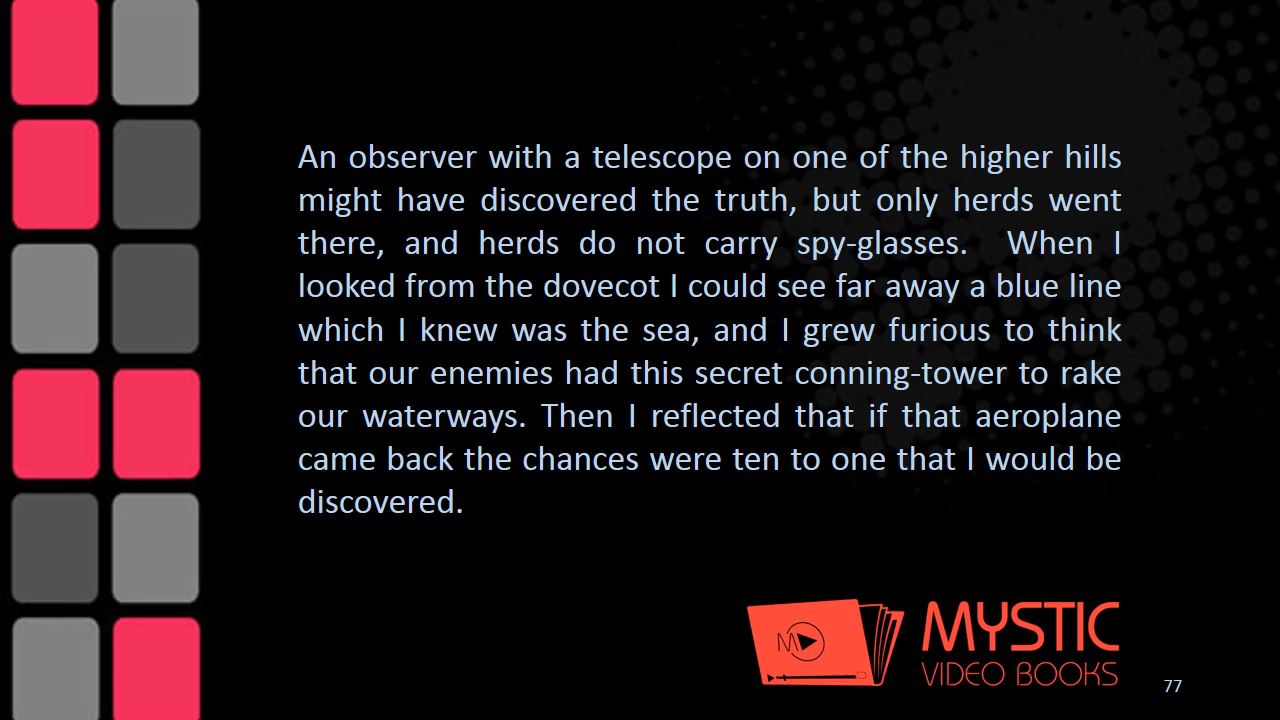 An observer with a telescope on one of the higher hills
might have discovered the truth, but only herds went
there, and herds do not carry spy-glasses.  When I
looked from the dovecot I could see far away a blue line
which I knew was the sea, and I grew furious to think
that our enemies had this secret conning-tower to rake
our waterways. Then I reflected that if that aeroplane
came back the chances were ten to one that I would be
discovered.
M
MYSTIC
VIDEO BOOKS
77